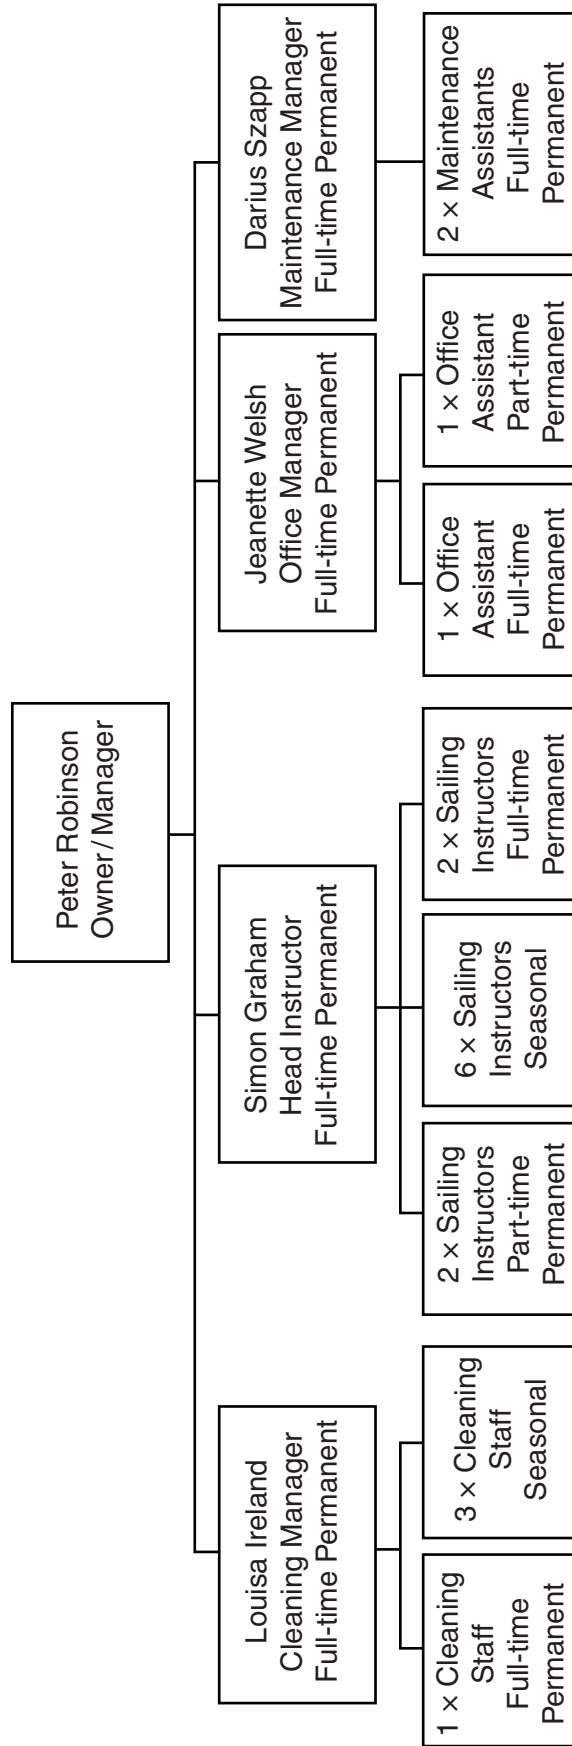 Peter Robinson
Owner / Manager
Louisa Ireland
Cleaning Manager
Full-time Permanent
Simon Graham
Head Instructor
Full-time Permanent
Jeanette Welsh
Office Manager
Full-time Permanent
Darius Szapp
Maintenance Manager
Full-time Permanent
1 × Cleaning
Staff
Full-time
Permanent
3 × Cleaning
Staff
Seasonal
2 × Sailing
Instructors
Part-time
Permanent
6 × Sailing
Instructors
Seasonal
2 × Sailing
Instructors
Full-time
Permanent
1 × Office
Assistant
Full-time
Permanent
1 × Office
Assistant
Part-time
Permanent
2 × Maintenance
Assistants
Full-time
Permanent